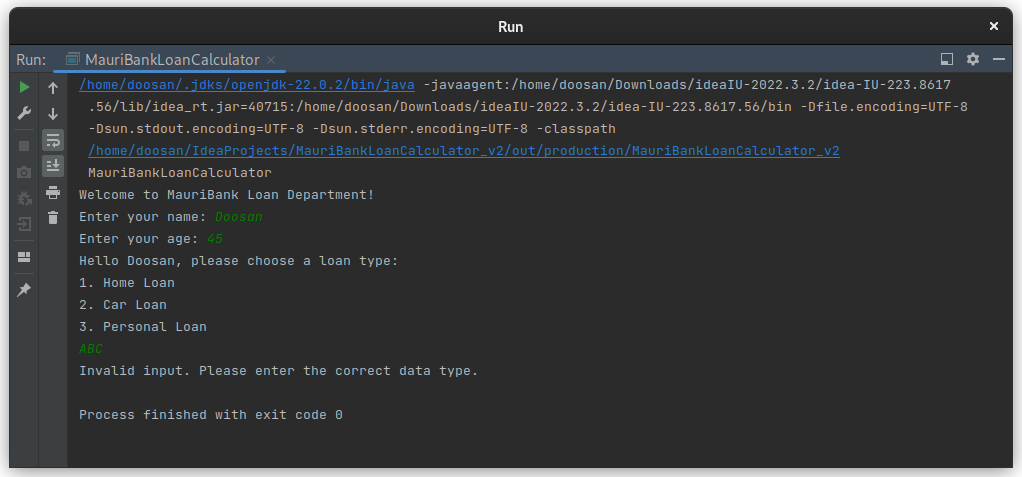 Run
Run: MauriBankLoanCalculator
/home/doosan/.jdks/openjdk-22.0.2/bin/java -javaagent:/home/doosan/Downloads/ideaIU-2022.3.2/idea-IU-223.8617
.56/lib/idea_rt.jar=40715:/home/doosan/Downloads/ideaIU-2022.3.2/idea-IU-223.8617.56/bin -Dfile.encoding=UTF-8
-Dsun.stdout.encoding=UTF-8 -Dsun.stderr.encoding=UTF-8 -classpath
/home/doosan/IdeaProjects/MauriBankLoanCalculator_v2/out/production/MauriBankLoanCalculator_v2
MauriBankLoanCalculator
Welcome to MauriBank Loan Department!
Enter your name: Doosan
Enter your age: 45
Hello Doosan, please choose a loan type:
1. Home Loan
2. Car Loan
3. Personal Loan
ABC
Invalid input. Please enter the correct data type.
Process finished with exit code 0